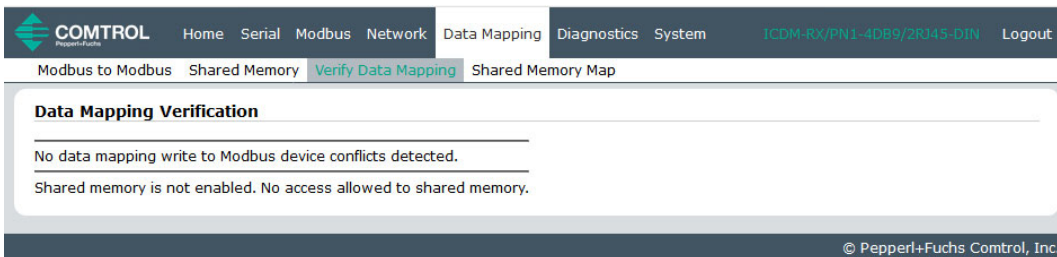 COMTROL
Pepperl+Fuchs
Home Serial Modbus Network Data Mapping Diagnostics System ICDM-RX/PN1-4DB9/2RJ45-DIN Logout
Modbus to Modbus Shared Memory Verify Data Mapping Shared Memory Map
Data Mapping Verification
No data mapping write to Modbus device conflicts detected.
Shared memory is not enabled. No access allowed to shared memory.
© Pepperl+Fuchs Comtrol, Inc